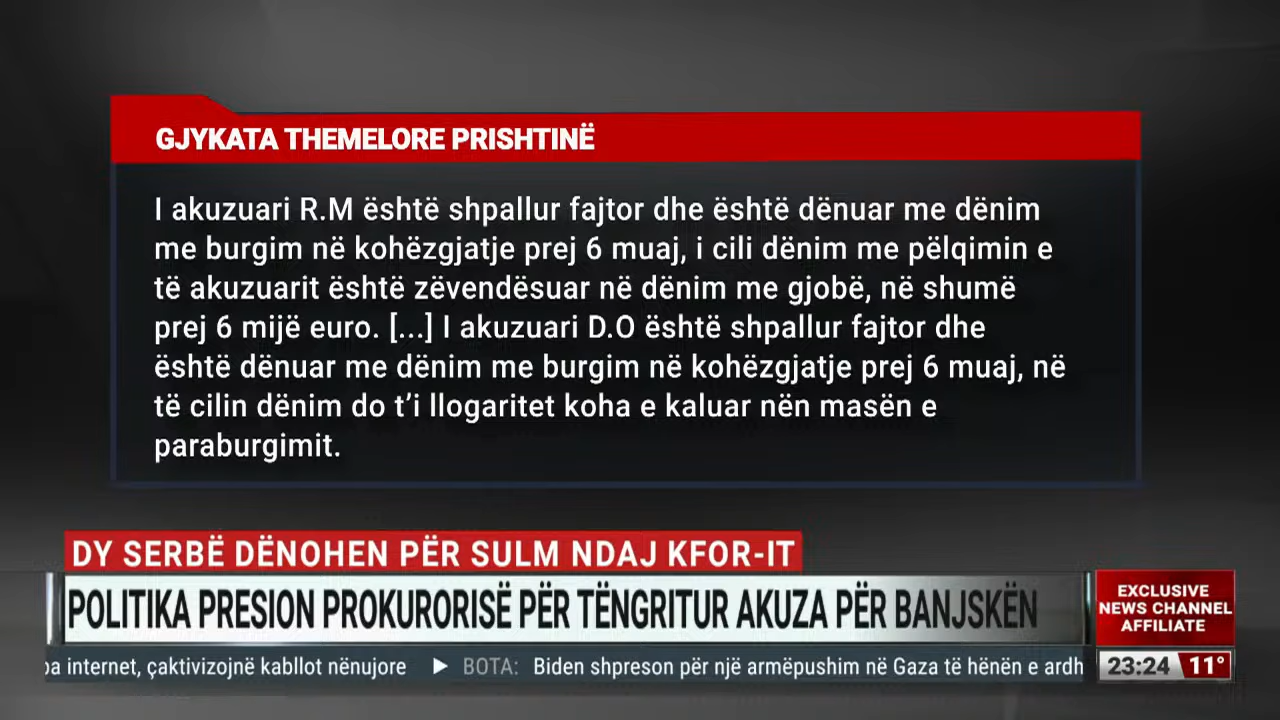 GJYKATA THEMELORE PRISHTINË
I akuzuari R.M është shpallur fajtor dhe është dënuar me dënim
me burgim në kohëzgjatje prej 6 muaj, i cili dënim me pëlqimin e
të akuzuarit është zëvendësuar në dënim me gjobë, në shumë
prej 6 mijë euro. [...] I akuzuari D.O është shpallur fajtor dhe
është dënuar me dënim me burgim në kohëzgjatje prej 6 muaj, në
të cilin dënim do t'i llogaritet koha e kaluar nën masën e
paraburgimit.
DY SERBË DËNOHEN PËR SULM NDAJ KFOR-IT
POLITIKA PRESION PROKURORISË PËR TËNGRITUR AKUZA PËR BANJSKËN
EXCLUSIVE
NEWS CHANNEL
AFFILIATE
internet, çaktivizojnë kabllot nënujore ▶ BOTA: Biden shpreson për një armëpushim në Gaza të hënën e ardh
23:24 11°